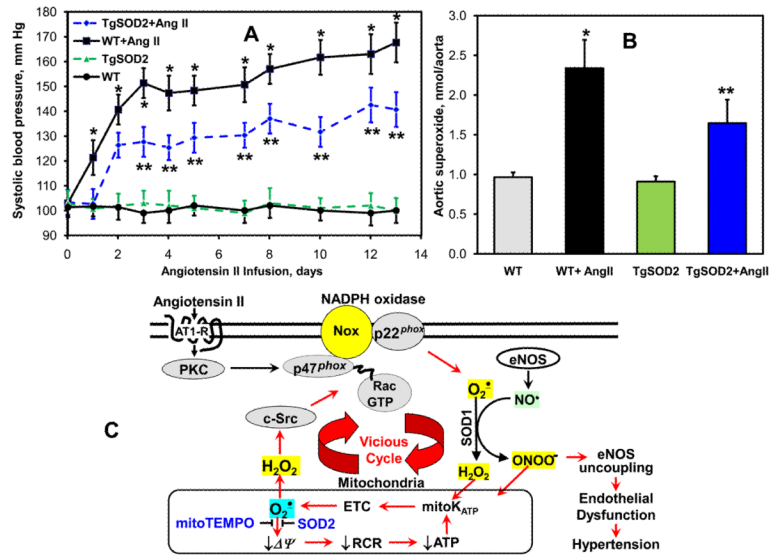 Systolic blood pressure, mm Hg
170
160
150
140
130
120
110
100
90
80
0 2 4 6 8 10 12 14
Angiotensin II Infusion, days
TgSOD2+Ang II
WT+Ang II
TgSOD2
WT
A
* * * * * * * * *
** ** ** ** ** ** **
Aortic superoxide, nmol/aorta
3.0
2.5
2.0
1.5
1.0
0.5
0.0
B
*
**
WT WT+ AngII TgSOD2 TgSOD2+AngII
C
Angiotensin II
AT1-R
PKC
NADPH oxidase
Nox
p22phox
p47phox
Rac
GTP
c-Src
Vicious
Cycle
eNOS
O2•−
NO•
SOD1
H2O2
ONOO−
eNOS
uncoupling
Endothelial
Dysfunction
Hypertension
H2O2
Mitochondria
O2•−
ETC
mitoKATP
mitoTEMPO
SOD2
↓ΔΨ
↓RCR
↓ATP